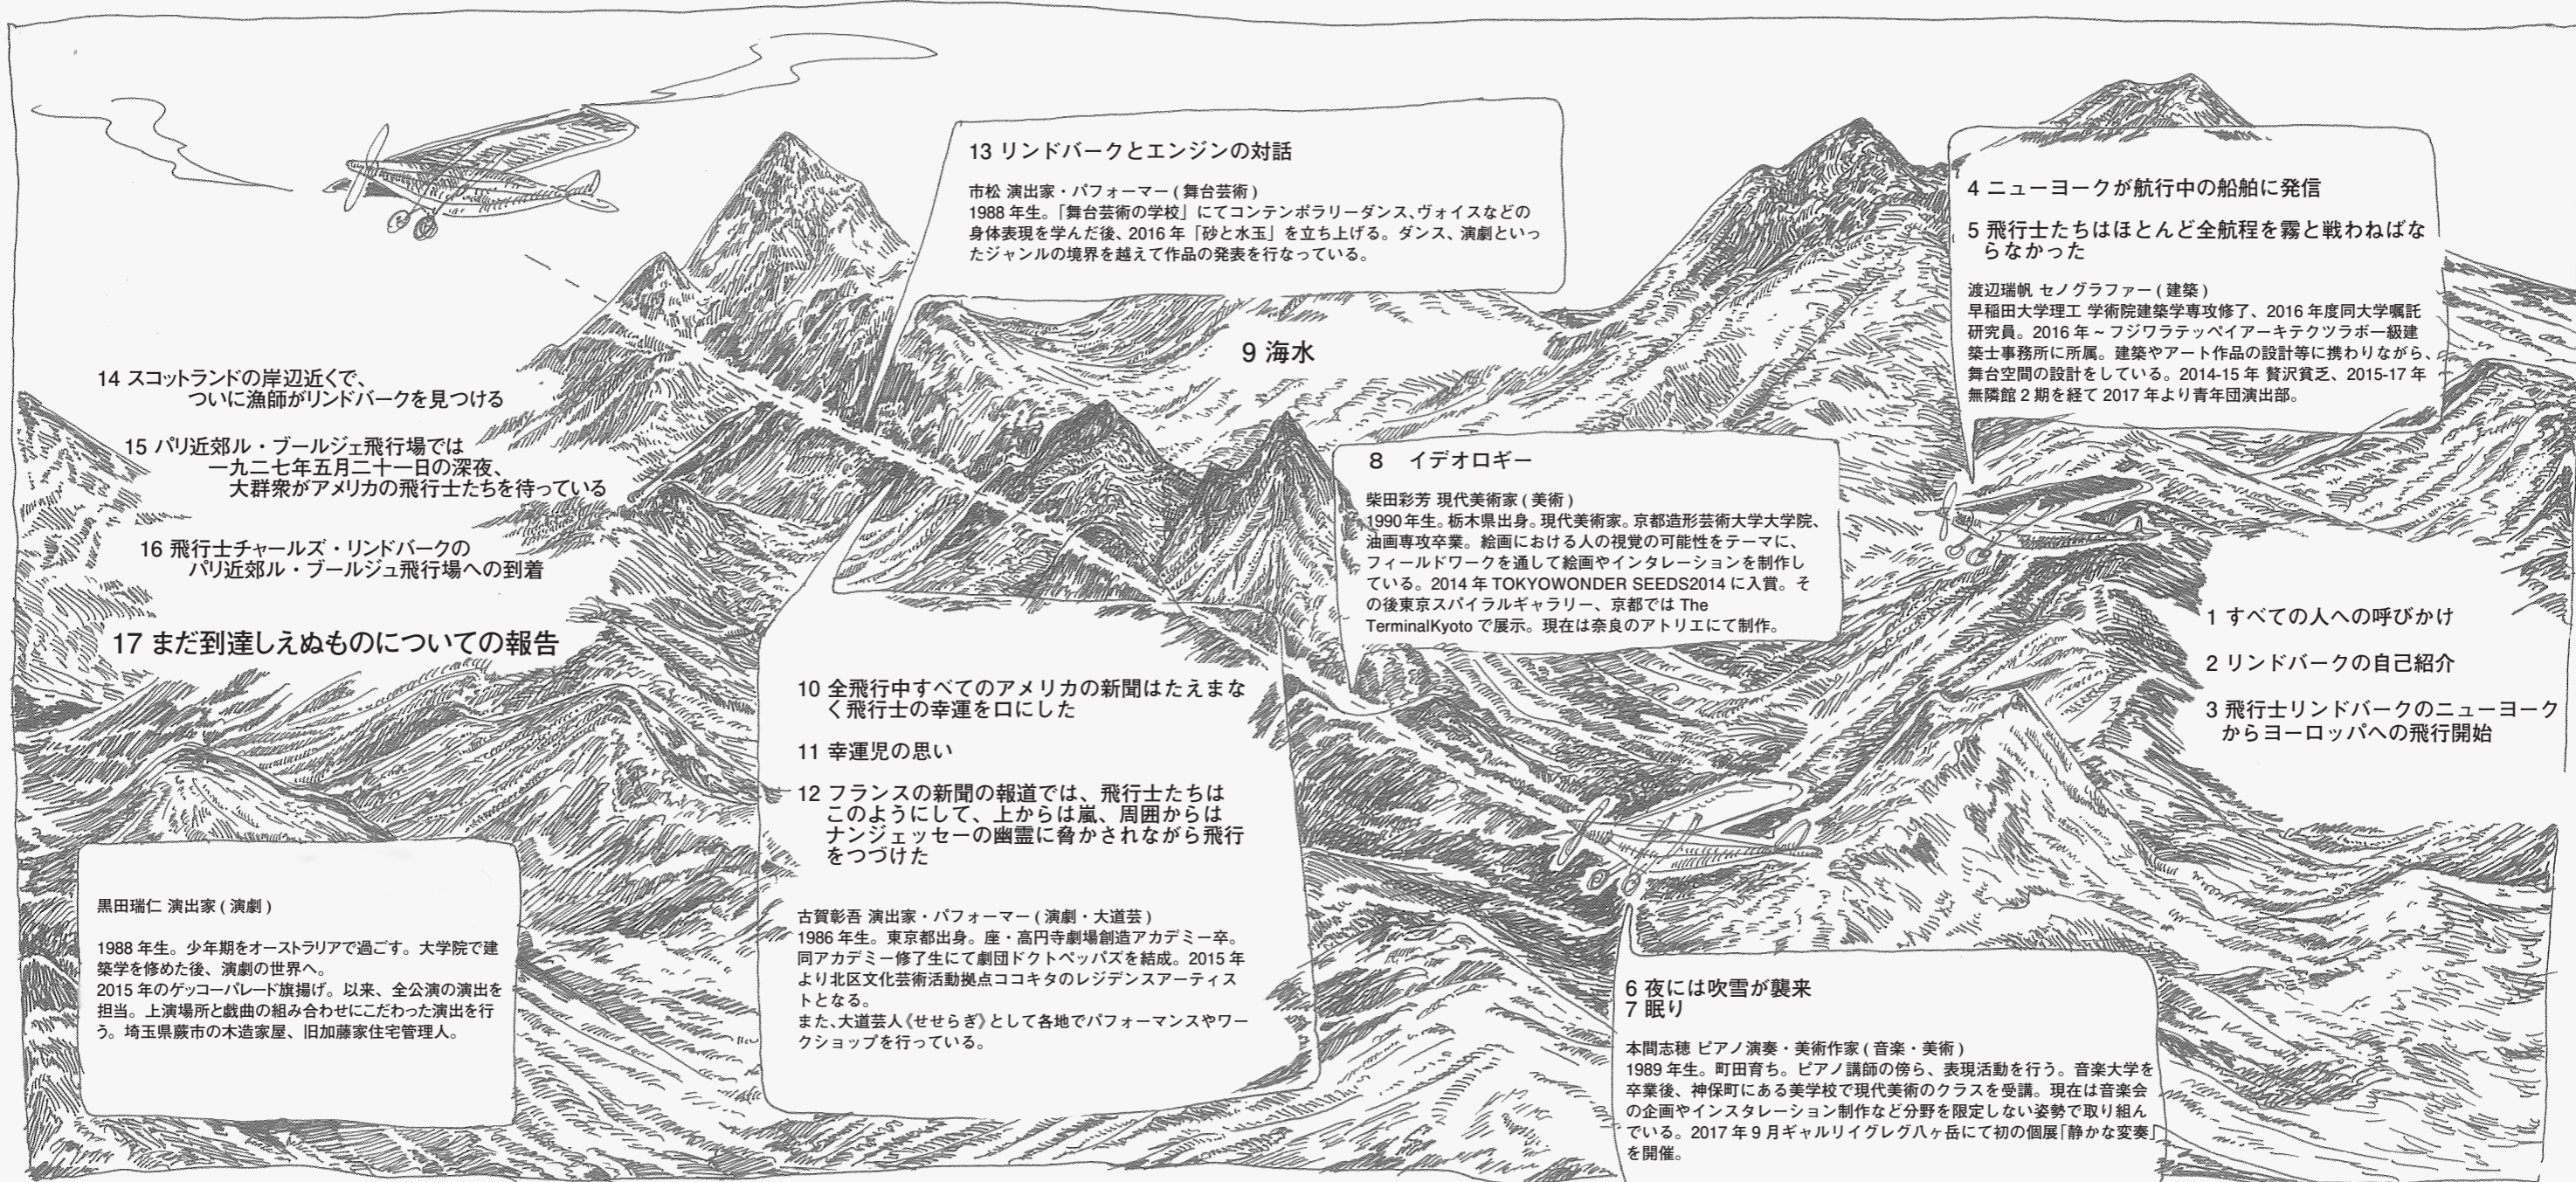 1 すべての人への呼びかけ
2 リンドバークの自己紹介
3 飛行士リンドバークのニューヨーク
からヨーロッパへの飛行開始
4 ニューヨークが航行中の船舶に発信
5 飛行士たちはほとんど全航程を霧と戦わねばな
らなかった
渡辺瑞帆 セノグラファー ( 建築 )
早稲田大学理工 学術院建築学専攻修了、2016 年度同大学嘱託
研究員。2016 年 ~ フジワラテッペイアーキテクツラボ一級建
築士事務所に所属。建築やアート作品の設計等に携わりながら、
舞台空間の設計をしている。2014-15 年 贅沢貧乏、2015-17 年
無隣館 2 期を経て 2017 年より青年団演出部。
6 夜には吹雪が襲来
7 眠り
本間志穂 ピアノ演奏・美術作家 ( 音楽・美術 )
1989 年生。町田育ち。ピアノ講師の傍ら、表現活動を行う。音楽大学を
卒業後、神保町にある美学校で現代美術のクラスを受講。現在は音楽会
の企画やインスタレーション制作など分野を限定しない姿勢で取り組ん
でいる。2017 年 9 月ギャルリイグレグ八ヶ岳にて初の個展「静かな変奏」
を開催。
8 イデオロギー
柴田彩芳 現代美術家 ( 美術 )
1990 年生。栃木県出身。現代美術家。京都造形芸術大学大学院、
油画専攻卒業。絵画における人の視覚の可能性をテーマに、
フィールドワークを通して絵画やインタレーションを制作し
ている。2014 年 TOKYOWONDER SEEDS2014 に入賞。そ
の後東京スパイラルギャラリー、京都では The
TerminalKyoto で展示。現在は奈良のアトリエにて制作。
9 海水
10 全飛行中すべてのアメリカの新聞はたえまな
く飛行士の幸運を口にした
11 幸運児の思い
12 フランスの新聞の報道では、飛行士たちは
このようにして、上からは嵐、周囲からは
ナンジェッセーの幽霊に脅かされながら飛行
をつづけた
古賀彰吾 演出家・パフォーマー ( 演劇・大道芸 )
1986 年生。東京都出身。座・高円寺劇場創造アカデミー卒。
同アカデミー修了生にて劇団ドクトペッパズを結成。2015 年
より北区文化芸術活動拠点ココキタのレジデンスアーティス
トとなる。
また、大道芸人《せせらぎ》として各地でパフォーマンスやワー
クショップを行っている。
13 リンドバークとエンジンの対話
市松 演出家・パフォーマー ( 舞台芸術 )
1988 年生。「舞台芸術の学校」にてコンテンポラリーダンス、ヴォイスなどの
身体表現を学んだ後、2016 年「砂と水玉」を立ち上げる。ダンス、演劇といっ
たジャンルの境界を越えて作品の発表を行なっている。
14 スコットランドの岸辺近くで、
ついに漁師がリンドバークを見つける
15 パリ近郊ル・ブールジェ飛行場では
一九二七年五月二十一日の深夜、
大群衆がアメリカの飛行士たちを待っている
16 飛行士チャールズ・リンドバークの
パリ近郊ル・ブールジュ飛行場への到着
17 まだ到達しえぬものについての報告
黒田瑞仁 演出家 ( 演劇 )
1988 年生。少年期をオーストラリアで過ごす。大学院で建
築学を修めた後、演劇の世界へ。
2015 年のゲッコーパレード旗揚げ。以来、全公演の演出を
担当。上演場所と戯曲の組み合わせにこだわった演出を行
う。埼玉県蕨市の木造家屋、旧加藤家住宅管理人。